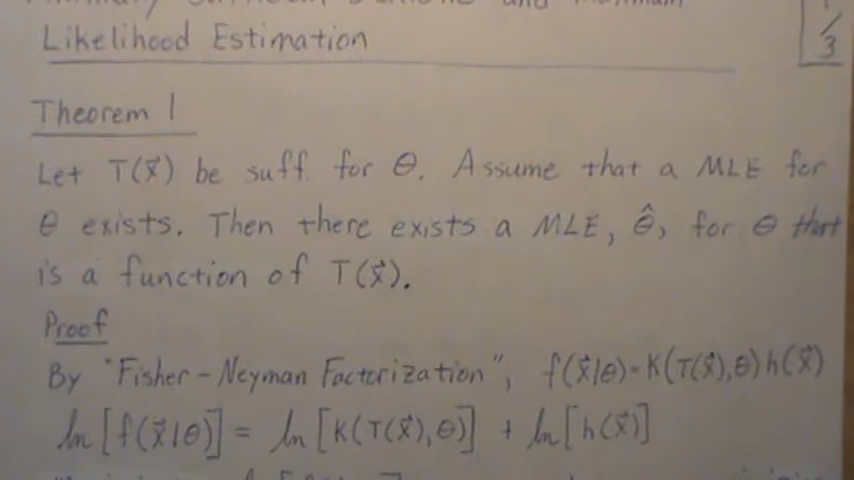 Likelihood Estimation
1/3
Theorem 1
Let T(x⃗) be suff. for θ. Assume that a MLE for
θ exists. Then there exists a MLE, θ̂, for θ that
is a function of T(x⃗).
Proof
By "Fisher-Neyman Factorization", f(x⃗|θ)=K(T(x⃗),θ)h(x⃗)
ln[f(x⃗|θ)] = ln[K(T(x⃗),θ)] + ln[h(x⃗)]